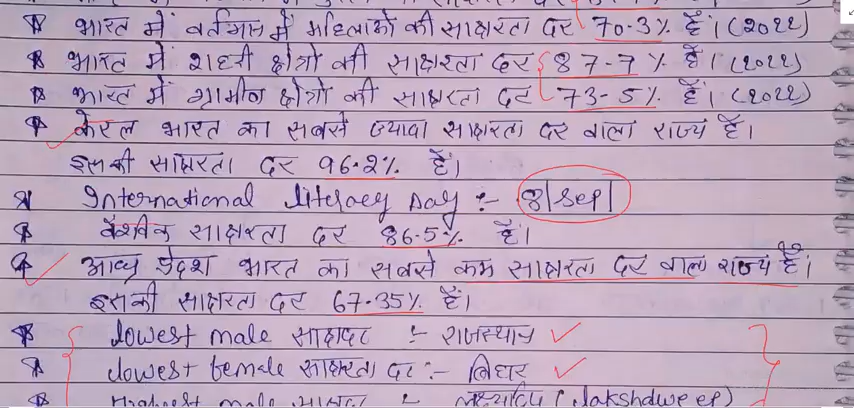 भारत में वर्तमान में महिलाओ की साक्षरता दर 70.3% हैं। (2022)
भारत में शहरी क्षेत्रो की साक्षरता दर 87.7% हैं। (2022)
भारत में ग्रामीण क्षेत्रो की साक्षरता दर 73.5% हैं। (2022)
केरल भारत का सबसे ज्यादा साक्षरता दर वाला राज्य हैं।
इसकी साक्षरता दर 96.2% हैं।
International literacy Day :- 8|Sep|
वैश्विक साक्षरता दर 86.5% हैं।
आंध्र प्रदेश भारत का सबसे कम साक्षरता दर वाला राज्य हैं।
इसकी साक्षरता दर 67.35% हैं।
lowest male :- राजस्थान
lowest female साक्षरता दर :- बिहार
Highest male :- (lakshdweep)